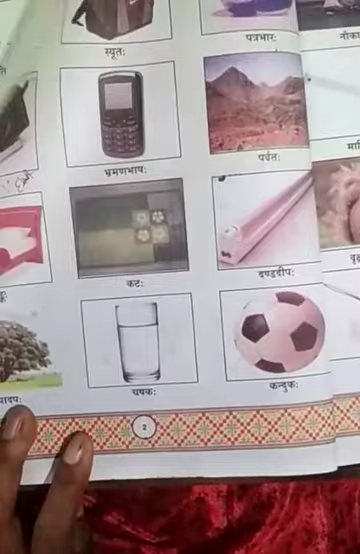 स्यूतः
पत्रभारः
नौका
भ्रमणभाषः
पर्वतः
कटः
दण्डदीपः
चषकः
कन्दुकः
2